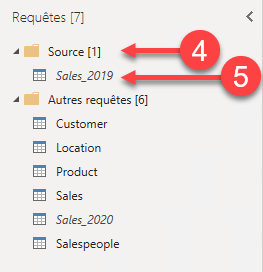 Requêtes [7]
Source [1]
4
Sales_2019
5
Autres requêtes [6]
Customer
Location
Product
Sales
Sales_2020
Salespeople